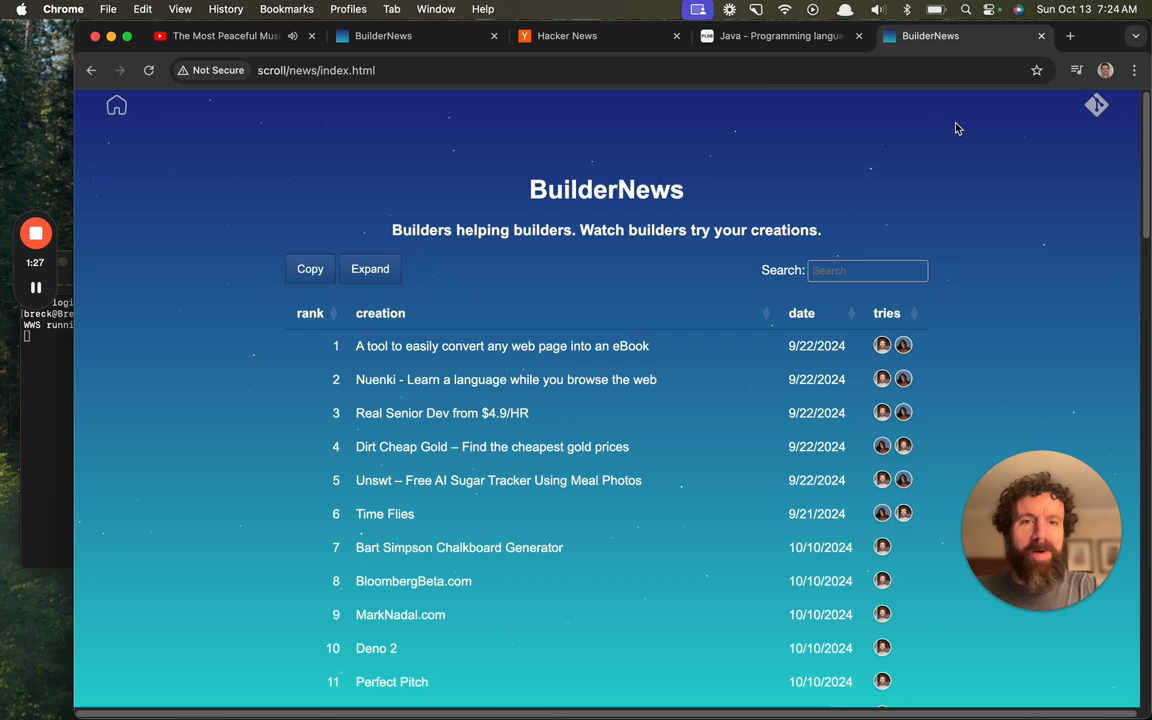 Chrome File Edit View History Bookmarks Profiles Tab Window Help Sun Oct 13 7:24 AM
The Most Peaceful Mus BuilderNews Hacker News PLDB Java - Programming langua BuilderNews
Not Secure scroll/news/index.html
BuilderNews
Builders helping builders. Watch builders try your creations.
Copy Expand Search: Search
rank creation date tries
1 A tool to easily convert any web page into an eBook 9/22/2024
2 Nuenki - Learn a language while you browse the web 9/22/2024
3 Real Senior Dev from $4.9/HR 9/22/2024
4 Dirt Cheap Gold – Find the cheapest gold prices 9/22/2024
5 Unswt – Free AI Sugar Tracker Using Meal Photos 9/22/2024
6 Time Flies 9/21/2024
7 Bart Simpson Chalkboard Generator 10/10/2024
8 BloombergBeta.com 10/10/2024
9 MarkNadal.com 10/10/2024
10 Deno 2 10/10/2024
11 Perfect Pitch 10/10/2024
1:27
logi
breck@Bre
WWS runni